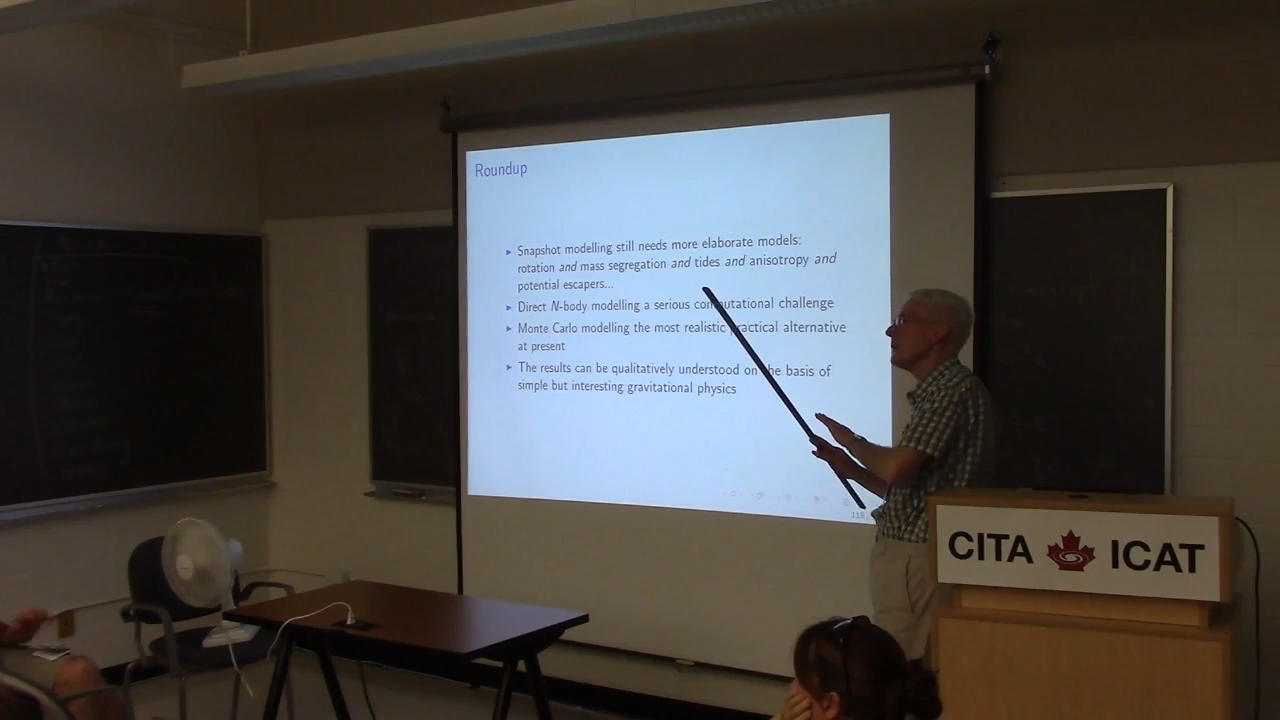 Roundup
▶ Snapshot modelling still needs more elaborate models:
rotation and mass segregation and tides and anisotropy and
potential escapers...
▶ Direct N-body modelling a serious computational challenge
▶ Monte Carlo modelling the most realistic practical alternative
at present
▶ The results can be qualitatively understood on the basis of
simple but interesting gravitational physics
CITA ICAT